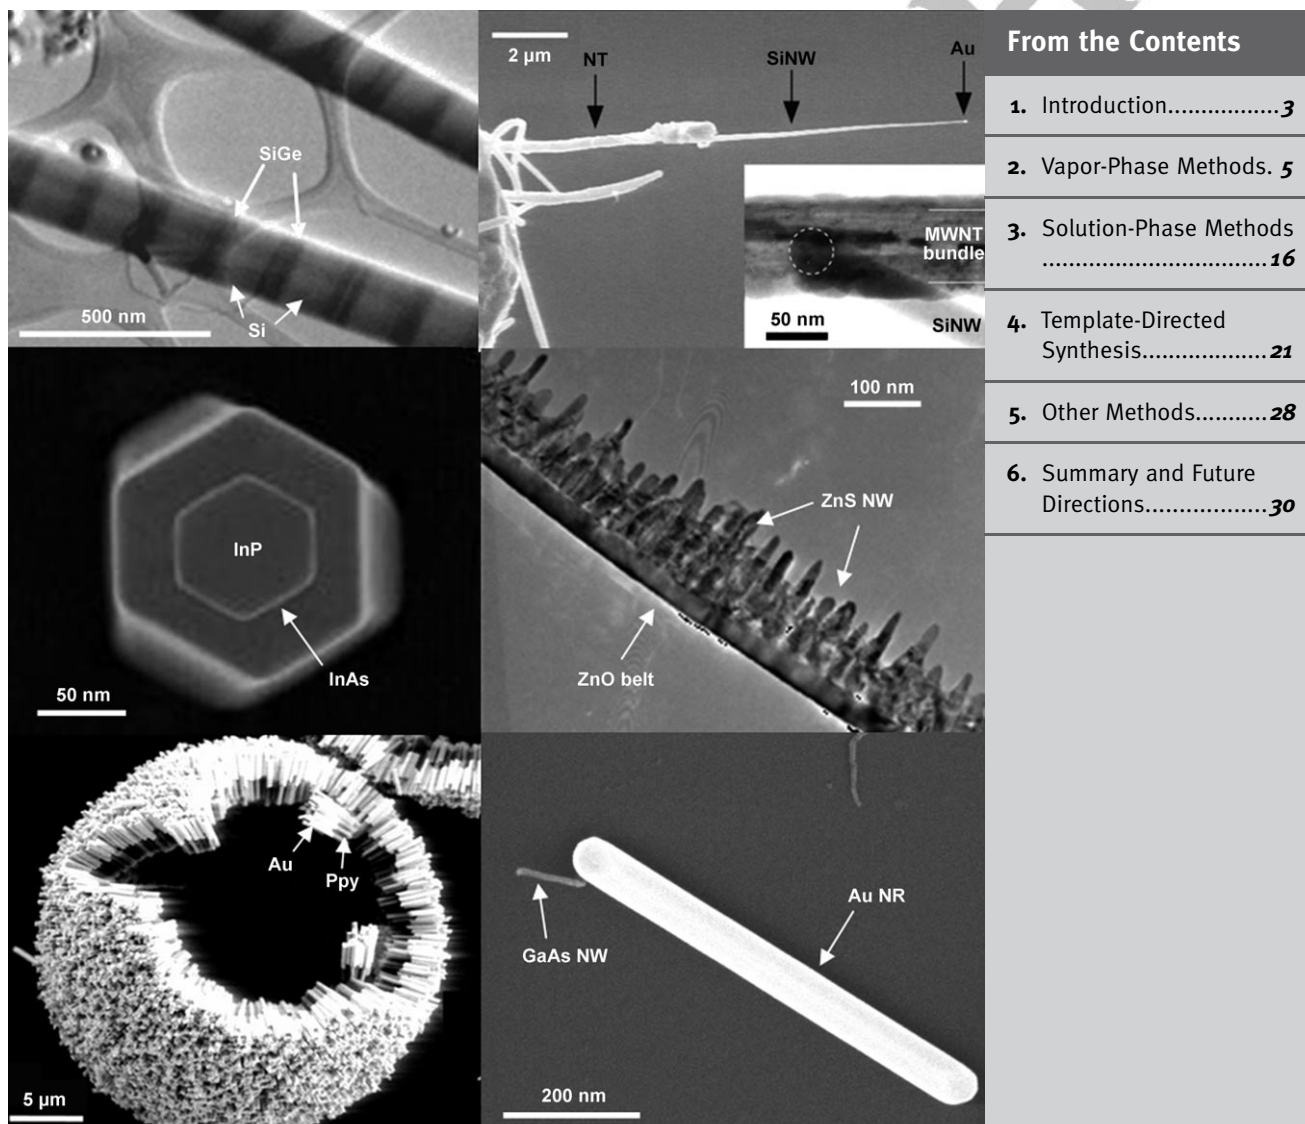 SiGe
Si
500 nm
2 µm
NT
SiNW
Au
MWNT
bundle
50 nm
SiNW
InP
InAs
50 nm
100 nm
ZnS NW
ZnO belt
Au
Ppy
5 µm
GaAs NW
Au NR
200 nm
From the Contents
1. Introduction.................3
2. Vapor-Phase Methods. 5
3. Solution-Phase Methods
.................................16
4. Template-Directed
Synthesis...................21
5. Other Methods...........28
6. Summary and Future
Directions..................30